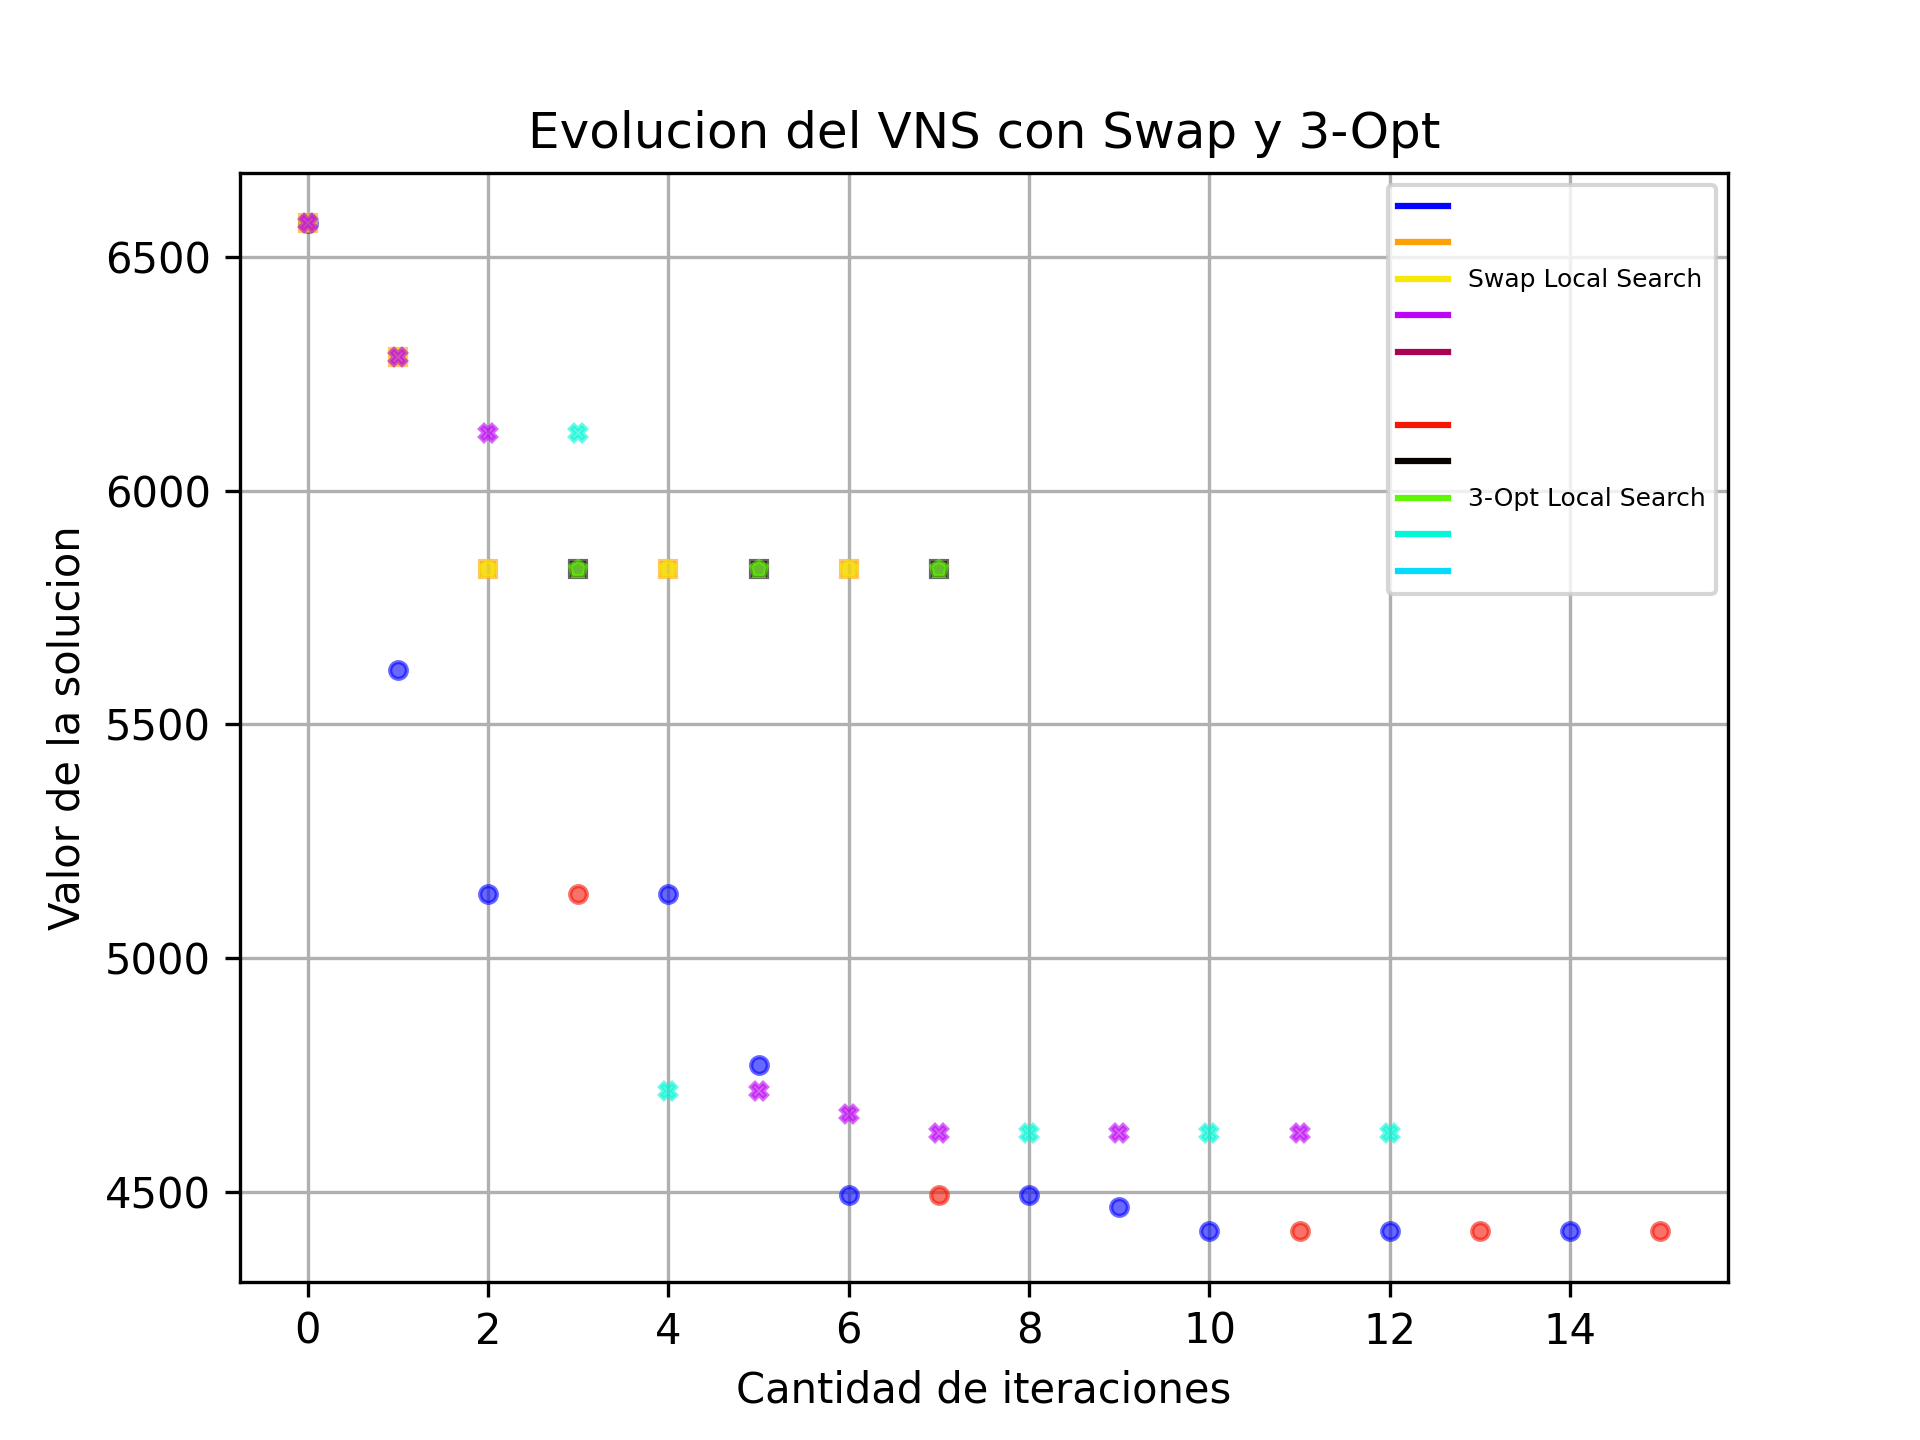 Evolucion del VNS con Swap y 3-Opt
Swap Local Search
3-Opt Local Search
6500
6000
5500
5000
4500
Valor de la solucion
0 2 4 6 8 10 12 14
Cantidad de iteraciones